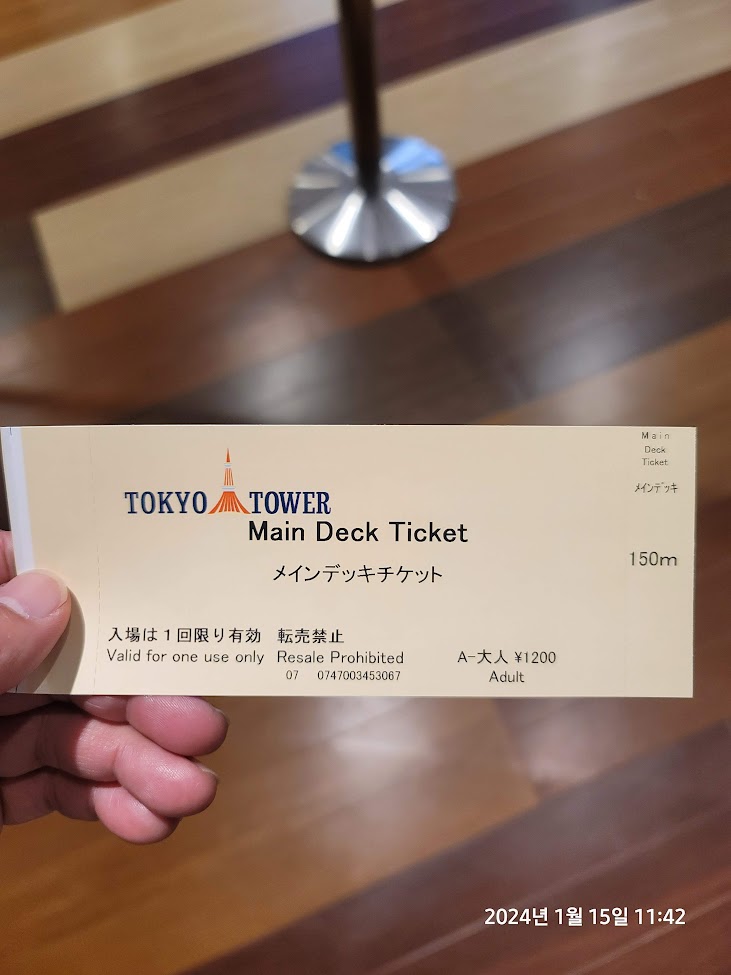 TOKYO TOWER
Main Deck Ticket
メインデッキチケット
入場は1回限り有効 転売禁止
Valid for one use only Resale Prohibited
07 0747003453067
A-大人 ¥1200
Adult
Main
Deck
Ticket
メインデッキ
150m
2024년 1월 15일 11:42